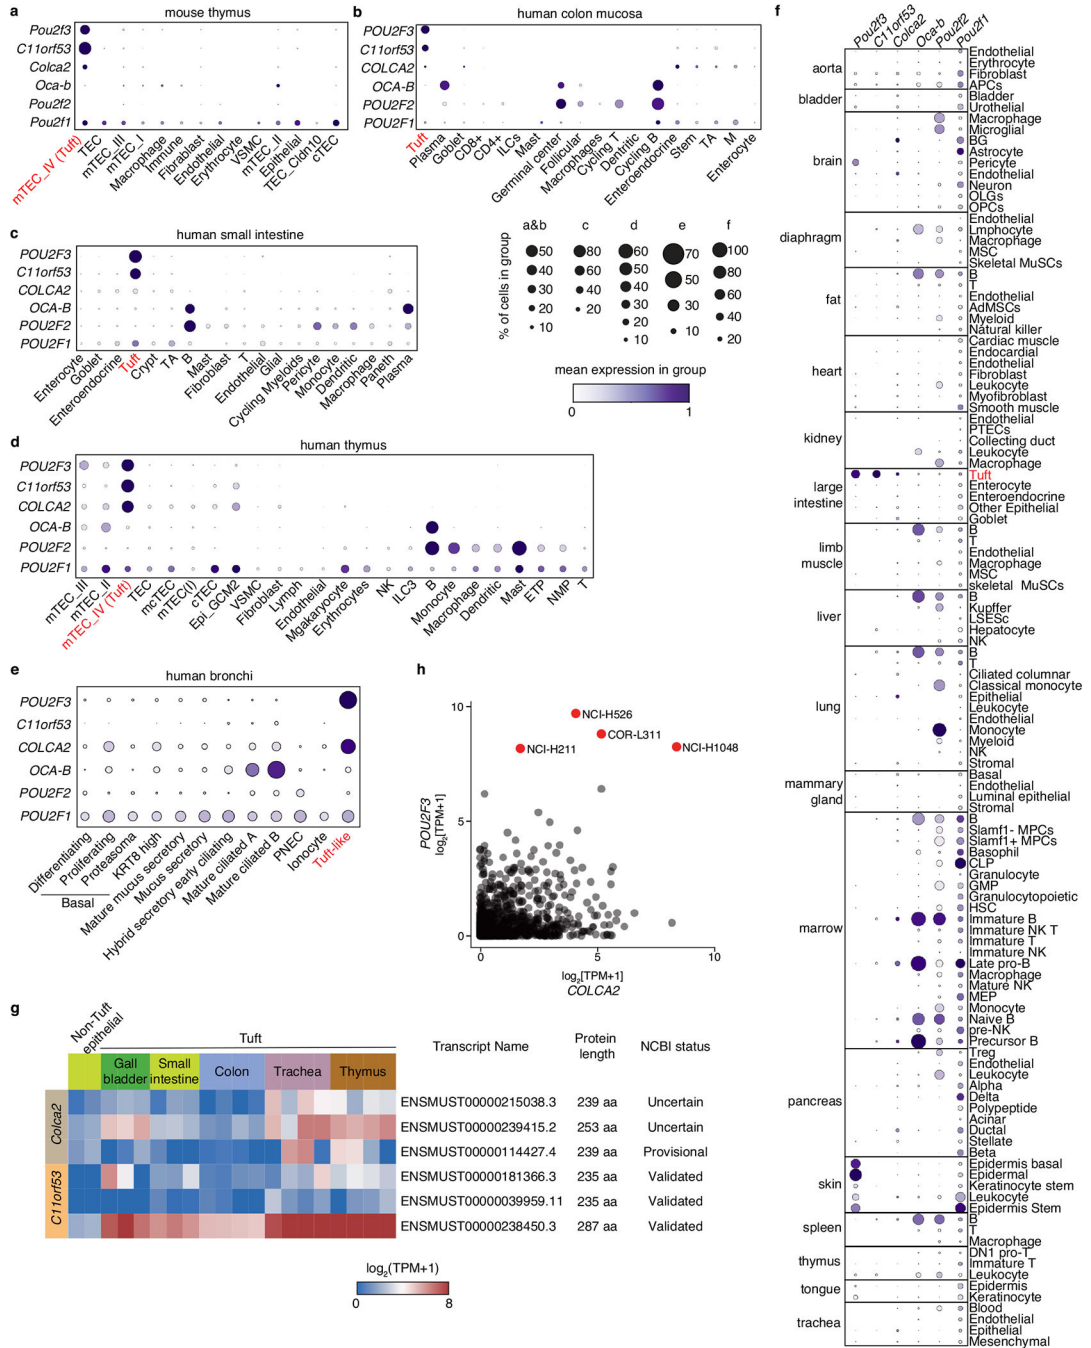 a
mouse thymus
Pou2f3
C11orf53
Colca2
Oca-b
Pou2f2
Pou2f1
mTEC_IV (Tuft)
TEC
mTEC_III
mTEC_I
Macrophage
Immune
Fibrablast
Endothelial
Erythrocyte
VSMC
mTEC_II
Epithelial
TEC_Cldn10
cTEC
b
human colon mucosa
POU2F3
C11orf53
COLCA2
OCA-B
POU2F2
POU2F1
Tuft
Plasma
Goblet
CD8+
CD4+
ILCs
Mast
Germinal center
Follicular
Macrophages
Cycling T
Dendritic
Cycling B
Enteroendocrine
Stem
TA
M
Enterocyte
c
human small intestine
POU2F3
C11orf53
COLCA2
OCA-B
POU2F2
POU2F1
Enterocyte
Goblet
Enteroendocrine
Tuft
Crypt
TA
B
Mast
Fibroblast
T
Endothelial
Glial
Cycling Myeloids
Pericyte
Monocyte
Dendritic
Macrophage
Paneth
Plasma
% of cells in group
a&b
50
40
30
20
10
c
80
60
40
20
d
60
50
40
30
20
10
e
70
50
30
10
f
100
80
60
40
20
mean expression in group
0 1
d
human thymus
POU2F3
C11orf53
COLCA2
OCA-B
POU2F2
POU2F1
mTEC_III
mTEC_II
mTEC_IV (Tuft)
TEC
mcTEC
mTEC(I)
cTEC
Epi_GCM2
VSMC
Fibroblast
Lymph
Endothelial
Mgakaryocyte
Erythrocytes
NK
ILC3
B
Monocyte
Macrophage
Dendritic
Mast
ETP
NMP
T
e
human bronchi
POU2F3
C11orf53
COLCA2
OCA-B
POU2F2
POU2F1
Differentiating
Proliferating
Proteasoma
KRT8 high
Mature mucus secretory
Mucus secretory
Hybrid secretory early ciliating
Mature ciliated A
Mature ciliated B
PNEC
Ionocyte
Tuft-like
Basal
h
POU2F3
log2[TPM+1]
10
5
0
NCI-H526
COR-L311
NCI-H211
NCI-H1048
0 5 10
log2[TPM+1]
COLCA2
g
Non-Tuft
epithelial
Tuft
Gall
bladder
Small
intestine
Colon
Trachea
Thymus
Transcript Name
Protein
length
NCBI status
Colca2
C11orf53
ENSMUST00000215038.3 239 aa Uncertain
ENSMUST00000239415.2 253 aa Uncertain
ENSMUST00000114427.4 239 aa Provisional
ENSMUST00000181366.3 235 aa Validated
ENSMUST00000039959.11 235 aa Validated
ENSMUST00000238450.3 287 aa Validated
log2(TPM+1)
0 8
f
Pou2f3
C11orf53
Colca2
Oca-b
Pou2f2
Pou2f1
aorta
Endothelial
Erythrocyte
Fibroblast
APCs
bladder
Bladder
Urothelial
brain
Macrophage
Microglial
BG
Astrocyte
Pericyte
Endothelial
Neuron
OLGs
OPCs
diaphragm
Endothelial
Lmphocyte
Macrophage
MSC
Skeletal MuSCs
fat
B
T
Endothelial
AdMSCs
Myeloid
Natural killer
heart
Cardiac muscle
Endocardial
Endothelial
Fibroblast
Leukocyte
Myofibroblast
Smooth muscle
kidney
Endothelial
PTECs
Collecting duct
Leukocyte
Macrophage
large
intestine
Tuft
Enterocyte
Enteroendocrine
Other Epithelial
Goblet
limb
muscle
B
T
Endothelial
Macrophage
MSC
skeletal MuSCs
liver
B
Kupffer
LSESc
Hepatocyte
NK
lung
B
T
Ciliated columnar
Classical monocyte
Epithelial
Leukocyte
Endothelial
Monocyte
Myeloid
NK
Stromal
mammary
gland
Basal
Endothelial
Luminal epithelial
Stromal
marrow
B
Slamf1- MPCs
Slamf1+ MPCs
Basophil
CLP
Granulocyte
GMP
Granulocytopoietic
HSC
Immature B
Immature NK T
Immature T
Immature NK
Late pro-B
Macrophage
Mature NK
MEP
Monocyte
Naive B
pre-NK
Precursor B
Treg
pancreas
Endothelial
Leukocyte
Alpha
Delta
Polypeptide
Acinar
Ductal
Stellate
Beta
skin
Epidermis basal
Epidermal
Keratinocyte stem
Leukocyte
Epidermis Stem
spleen
B
T
Macrophage
thymus
DN1 pro-T
Immature T
Leukocyte
tongue
Epidermis
Keratinocyte
trachea
Blood
Endothelial
Epithelial
Mesenchymal